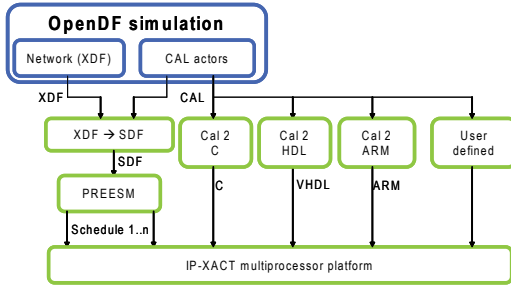 OpenDF simulation
Network (XDF)
CAL actors
XDF
CAL
XDF → SDF
Cal 2
C
Cal 2
HDL
Cal 2
ARM
User
defined
SDF
PREESM
C
VHDL
ARM
Schedule 1..n
IP-XACT multiprocessor platform